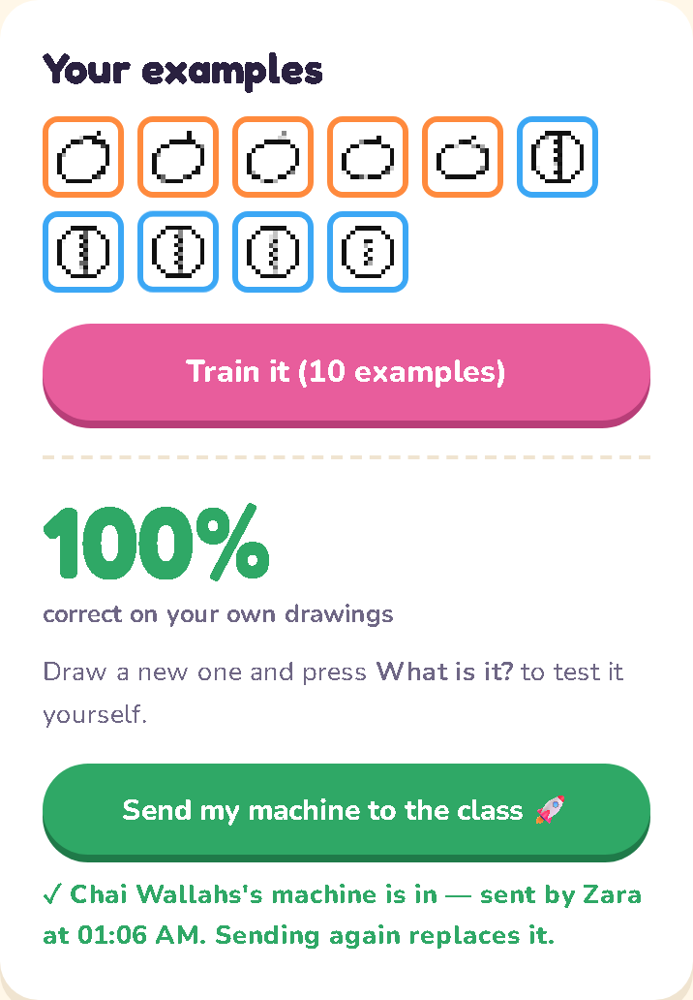 Your examples
Train it (10 examples)
100%
correct on your own drawings
Draw a new one and press What is it? to test it
yourself.
Send my machine to the class 🚀
✓ Chai Wallahs's machine is in — sent by Zara
at 01:06 AM. Sending again replaces it.